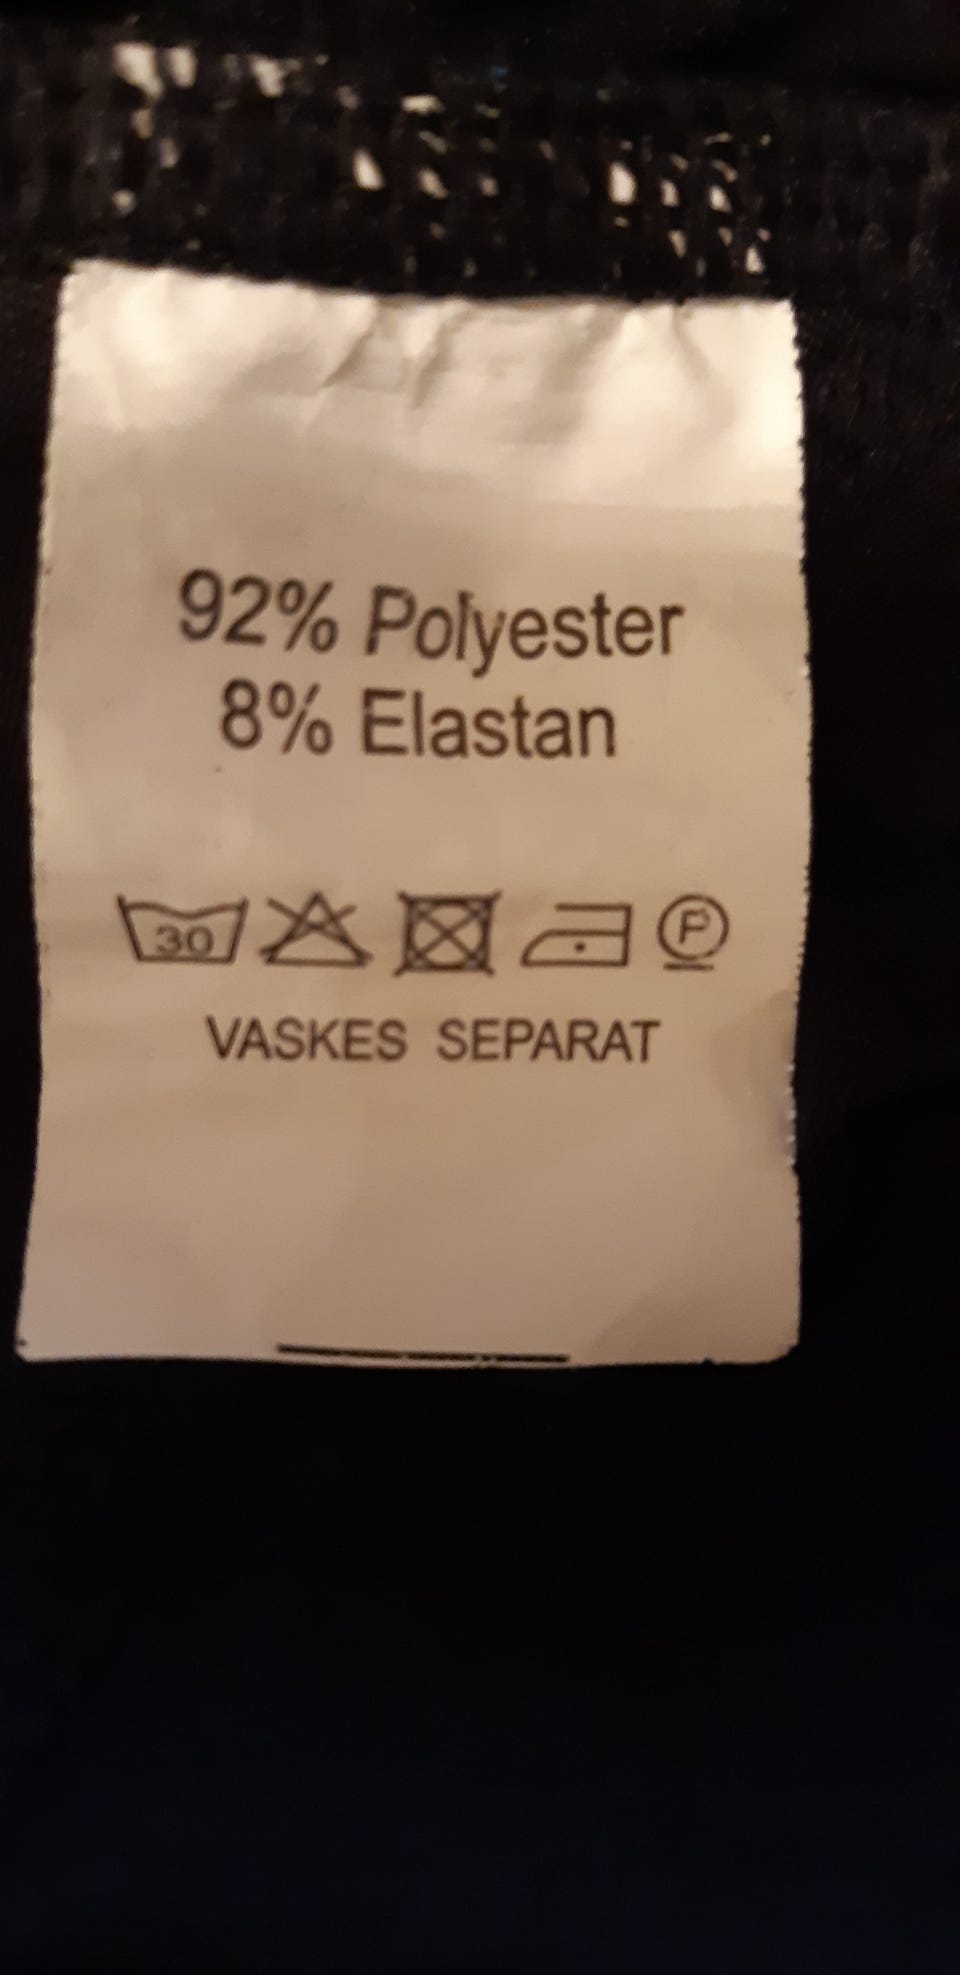 92% Polyester
8% Elastan
30 P
VASKES SEPARAT